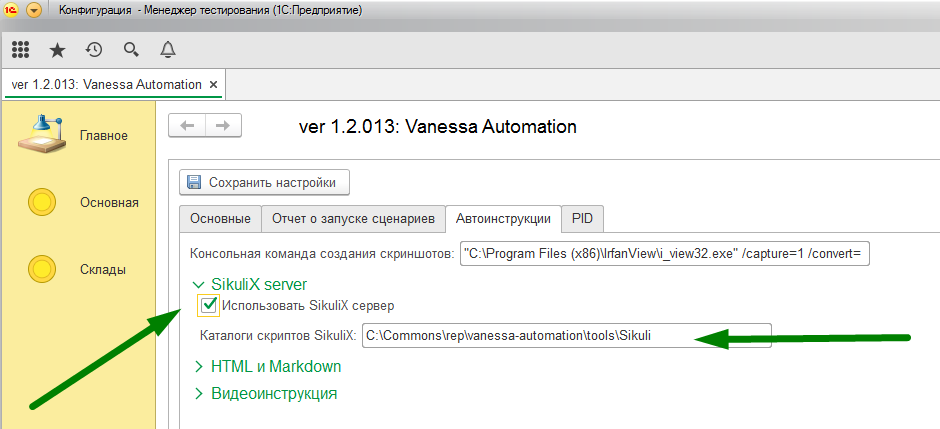 1С Конфигурация - Менеджер тестирования (1С:Предприятие)
ver 1.2.013: Vanessa Automation ×
Главное
Основная
Склады
ver 1.2.013: Vanessa Automation
Сохранить настройки
Основные Отчет о запуске сценариев Автоинструкции PID
Консольная команда создания скриншотов: "C:\Program Files (x86)\IrfanView\i_view32.exe" /capture=1 /convert=
SikuliX server
Использовать SikuliX сервер
Каталоги скриптов SikuliX: C:\Commons\rep\vanessa-automation\tools\Sikuli
HTML и Markdown
Видеоинструкция